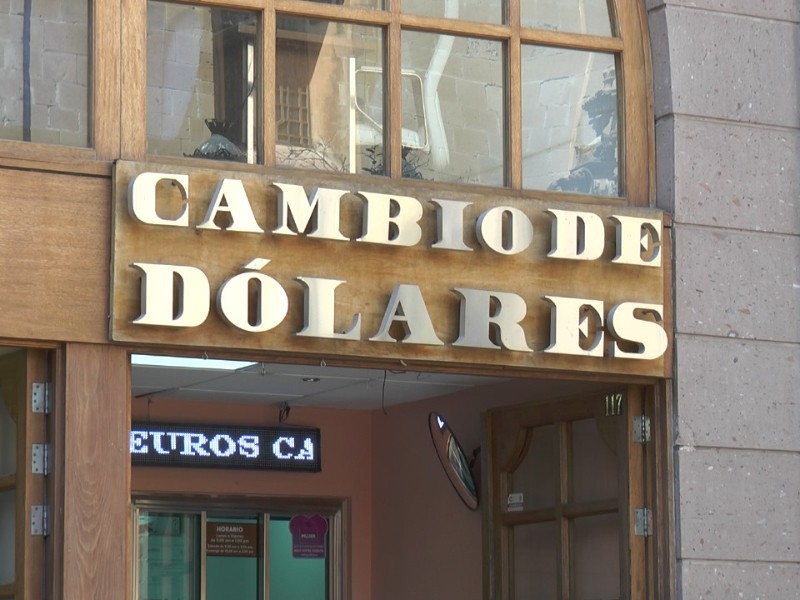 CAMBIO DE
DÓLARES
117
EUROS CA
HORARIO